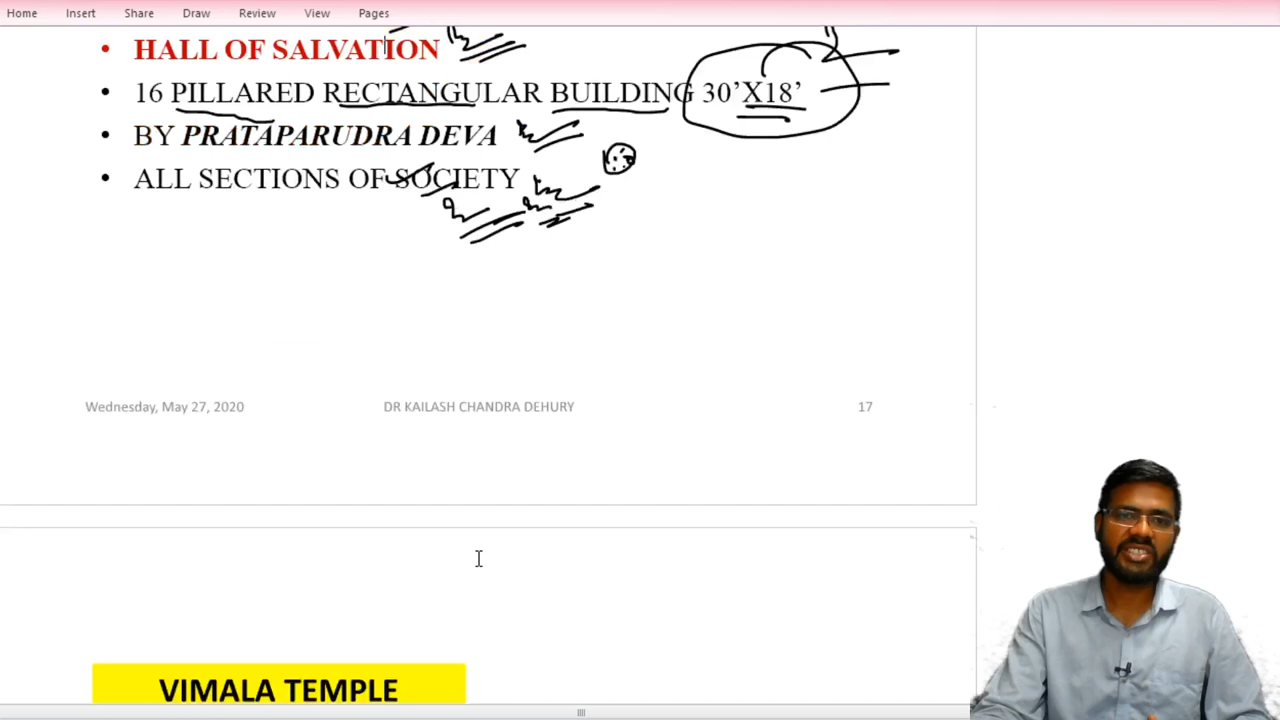 Home Insert Share Draw Review View Pages
• HALL OF SALVATION
• 16 PILLARED RECTANGULAR BUILDING 30’X18’
• BY PRATAPARUDRA DEVA
• ALL SECTIONS OF SOCIETY
Wednesday, May 27, 2020 DR KAILASH CHANDRA DEHURY 17
VIMALA TEMPLE